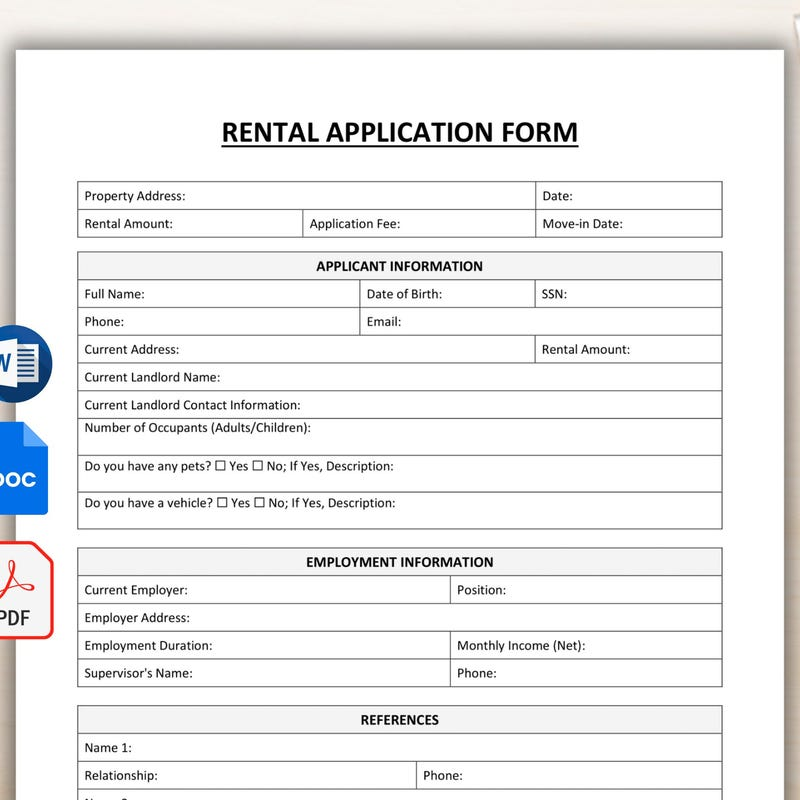 RENTAL APPLICATION FORM
Property Address: Date:
Rental Amount: Application Fee: Move-in Date:
APPLICANT INFORMATION
Full Name: Date of Birth: SSN:
Phone: Email:
Current Address: Rental Amount:
Current Landlord Name:
Current Landlord Contact Information:
Number of Occupants (Adults/Children):
Do you have any pets? ☐ Yes ☐ No; If Yes, Description:
Do you have a vehicle? ☐ Yes ☐ No; If Yes, Description:
EMPLOYMENT INFORMATION
Current Employer: Position:
Employer Address:
Employment Duration: Monthly Income (Net):
Supervisor's Name: Phone:
REFERENCES
Name 1:
Relationship: Phone:
W
DOC
PDF